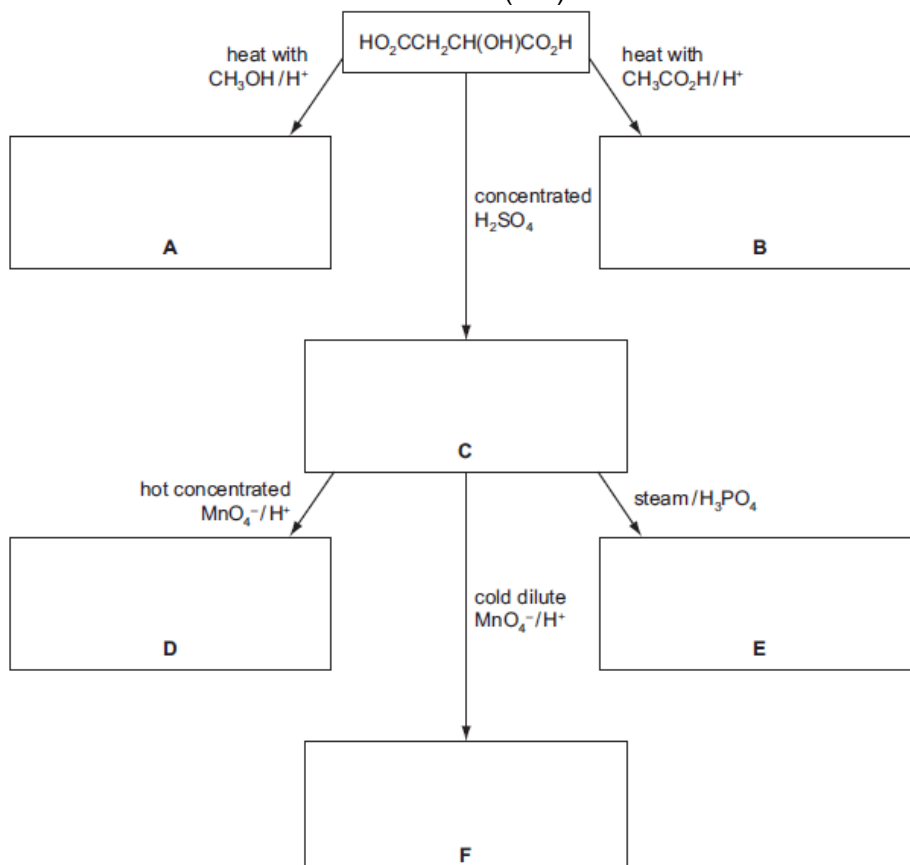 HO₂CCH₂CH(OH)CO₂H
heat with
CH₃OH/H⁺
heat with
CH₃CO₂H/H⁺
A
concentrated
H₂SO₄
B
C
hot concentrated
MnO₄⁻/H⁺
steam/H₃PO₄
cold dilute
MnO₄⁻/H⁺
D
E
F